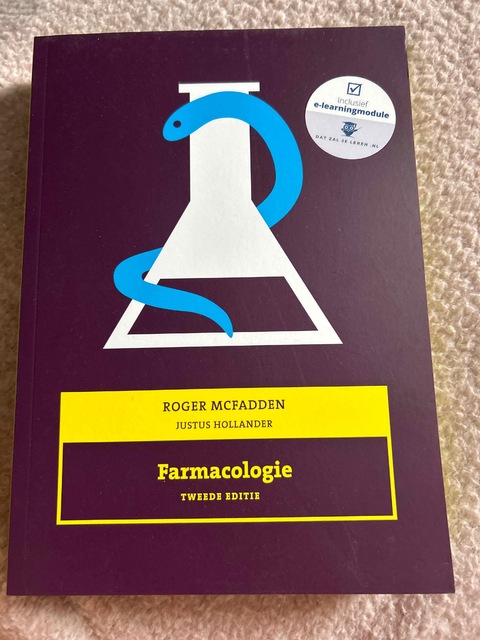 Inclusief
e-learningmodule
DAT ZAL JE LEREN .NL
ROGER MCFADDEN
JUSTUS HOLLANDER
Farmacologie
TWEEDE EDITIE